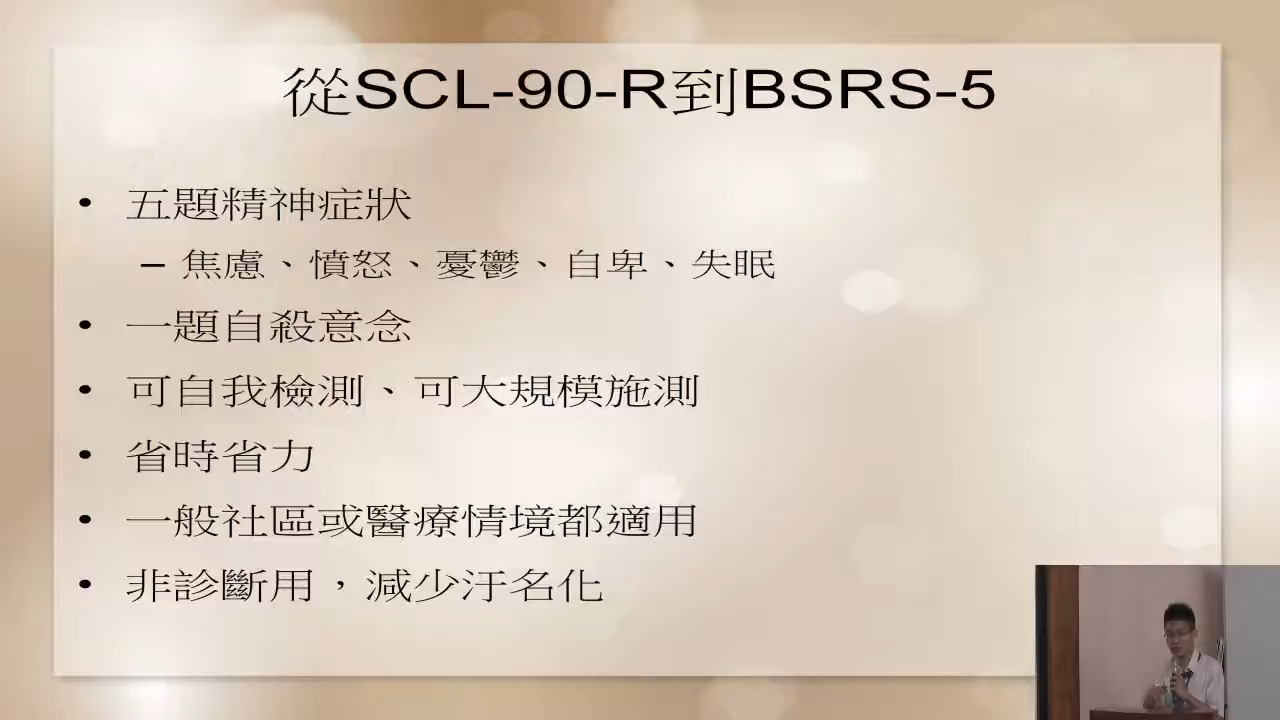 從SCL-90-R到BSRS-5
• 五題精神症狀
– 焦慮、憤怒、憂鬱、自卑、失眠
• 一題自殺意念
• 可自我檢測、可大規模施測
• 省時省力
• 一般社區或醫療情境都適用
• 非診斷用，減少汙名化